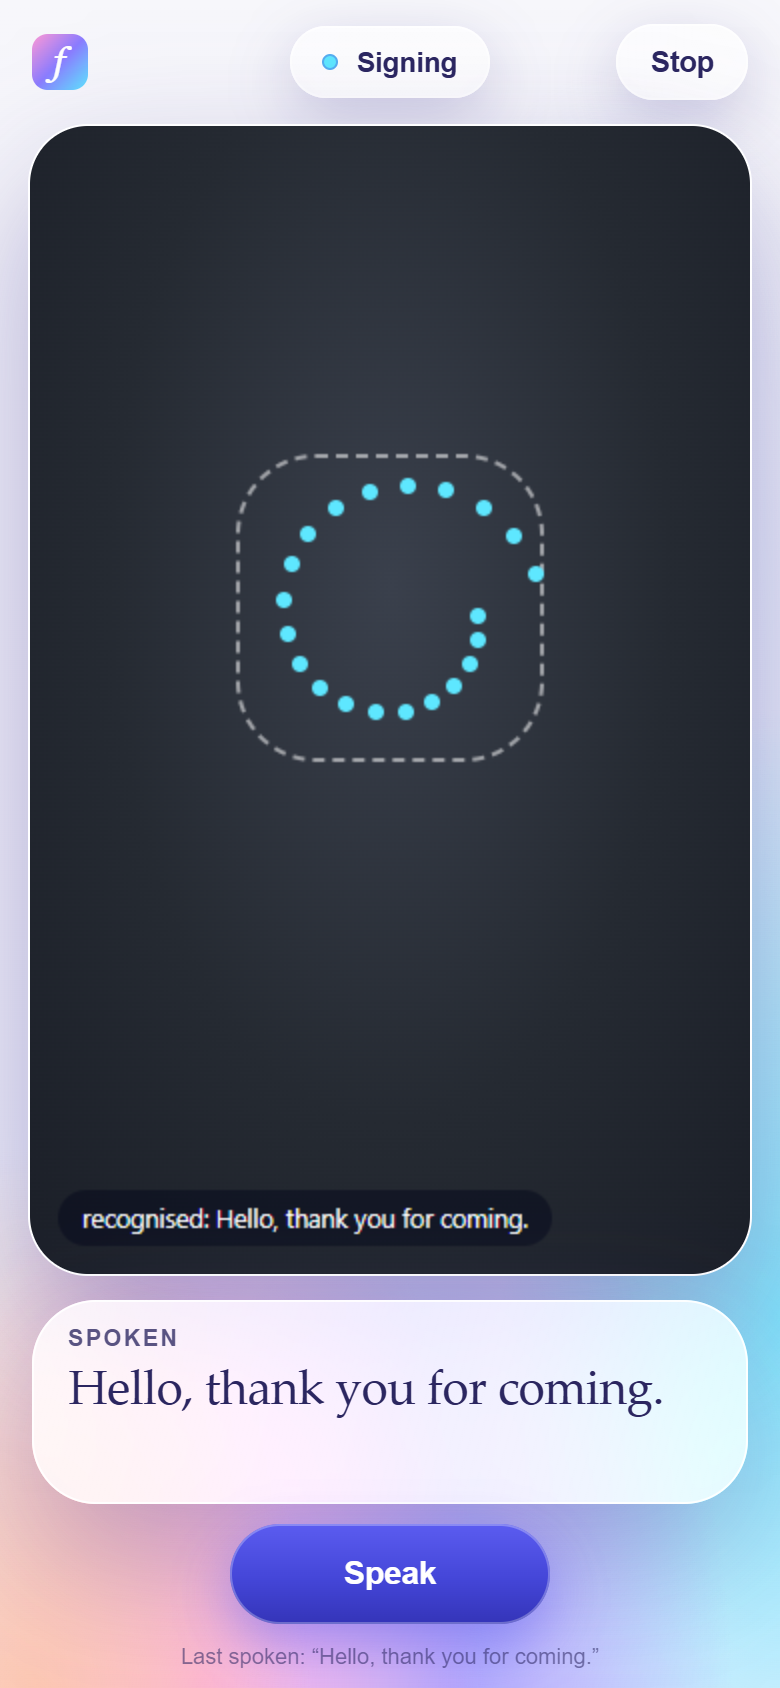 f
Signing
Stop
recognised: Hello, thank you for coming.
SPOKEN
Hello, thank you for coming.
Speak
Last spoken: “Hello, thank you for coming.”